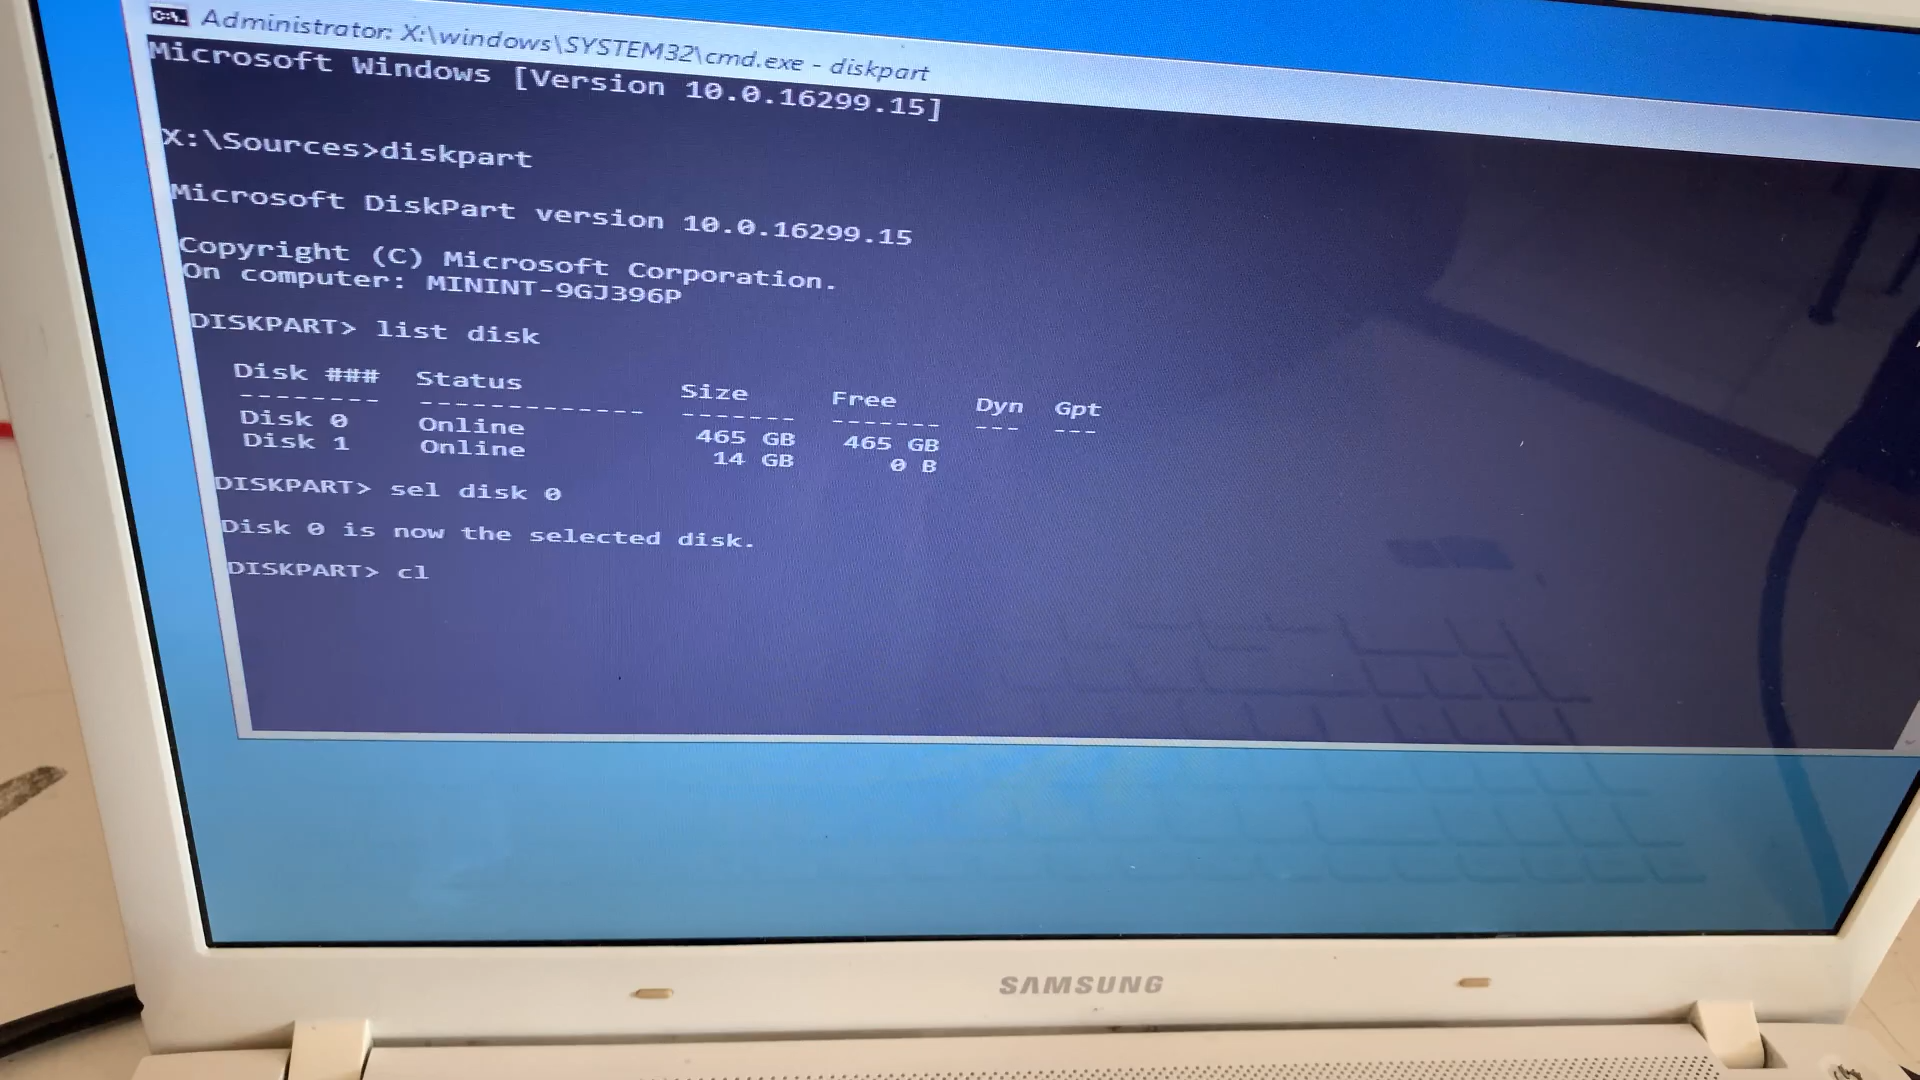 Administrator: X:\windows\SYSTEM32\cmd.exe - diskpart
Microsoft Windows [Version 10.0.16299.15]
X:\Sources>diskpart
Microsoft DiskPart version 10.0.16299.15
Copyright (C) Microsoft Corporation.
On computer: MININT-9GJ396P
DISKPART> list disk
Disk ### Status Size Free Dyn Gpt
-------- ------------- ------- ------- --- ---
Disk 0 Online 465 GB 465 GB
Disk 1 Online 14 GB 0 B
DISKPART> sel disk 0
Disk 0 is now the selected disk.
DISKPART> cl
SAMSUNG